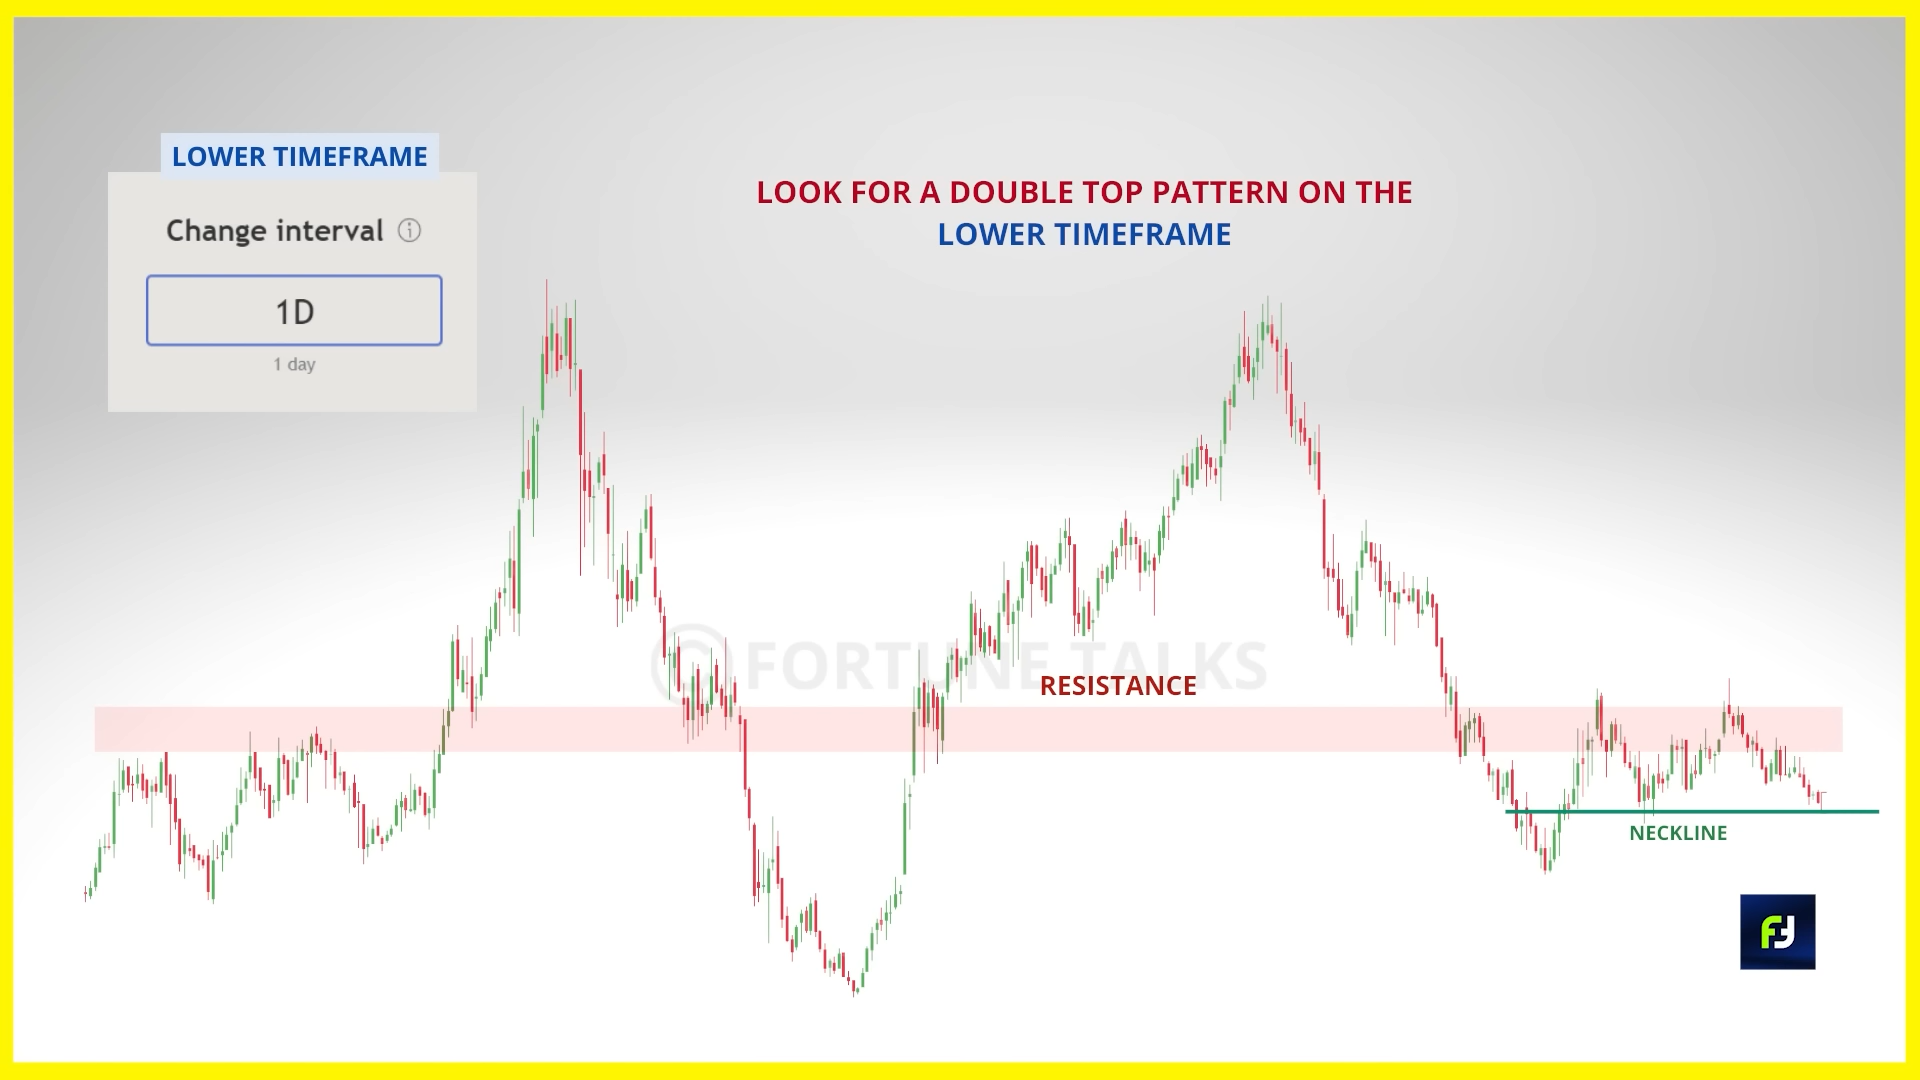 LOWER TIMEFRAME
Change interval
1D
1 day
LOOK FOR A DOUBLE TOP PATTERN ON THE
LOWER TIMEFRAME
©FORTUNE TALKS
RESISTANCE
NECKLINE